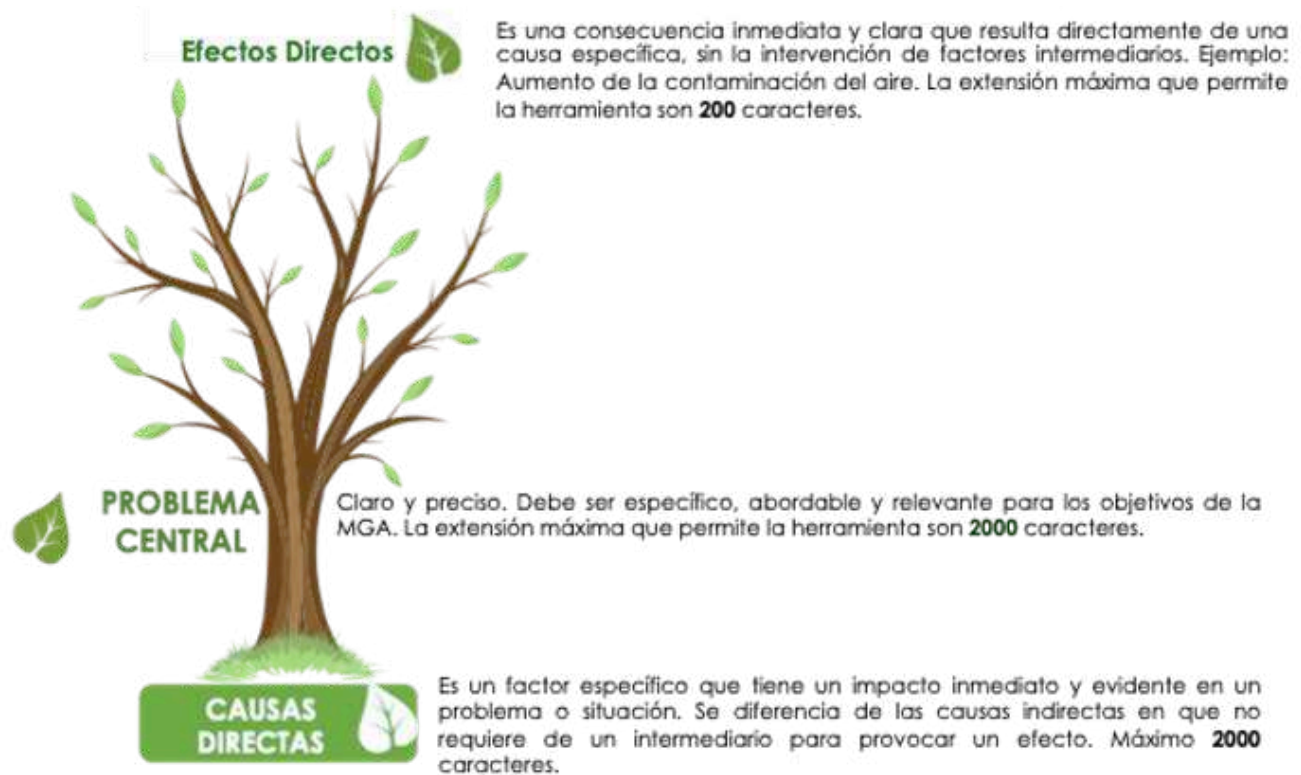 Efectos Directos
Es una consecuencia inmediata y clara que resulta directamente de una
causa específica, sin la intervención de factores intermediarios. Ejemplo:
Aumento de la contaminación del aire. La extensión máxima que permite
la herramienta son 200 caracteres.
PROBLEMA
CENTRAL
Claro y preciso. Debe ser específico, abordable y relevante para los objetivos de la
MGA. La extensión máxima que permite la herramienta son 2000 caracteres.
CAUSAS
DIRECTAS
Es un factor específico que tiene un impacto inmediato y evidente en un
problema o situación. Se diferencia de las causas indirectas en que no
requiere de un intermediario para provocar un efecto. Máximo 2000
caracteres.